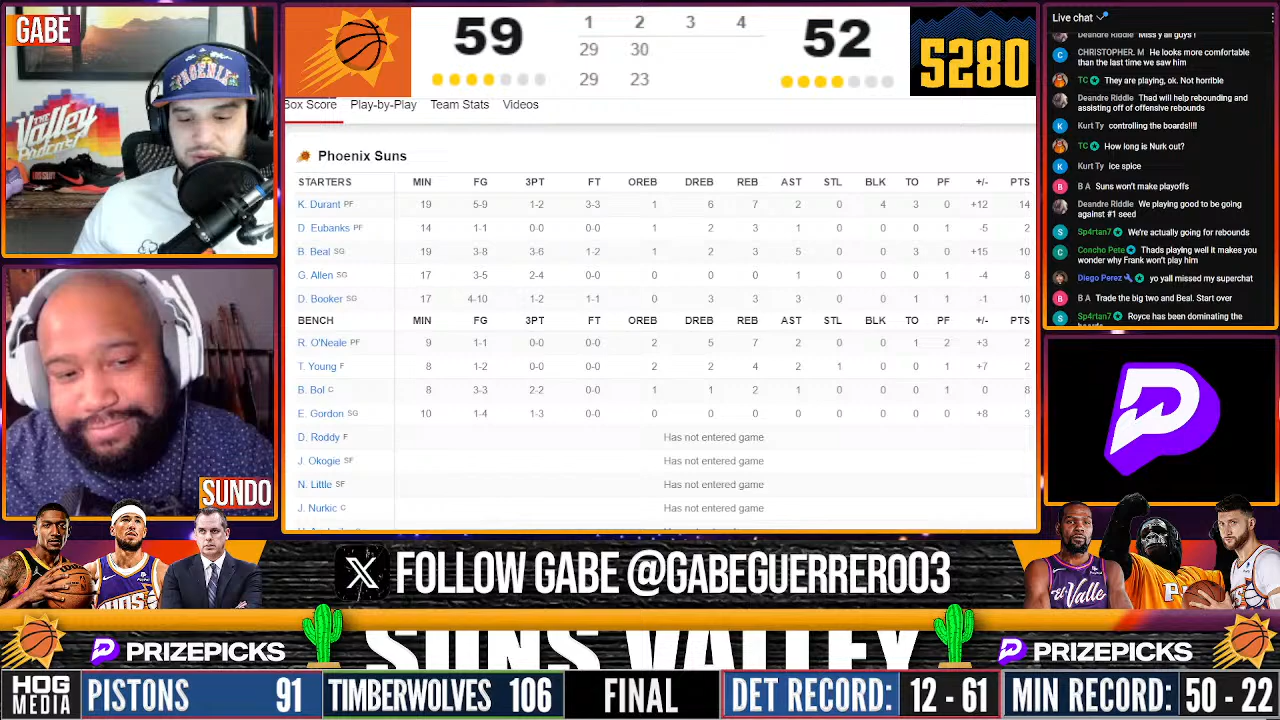 GABE
The Valley
Podcast
PHOENIX
SUNDO
59
1 2 3 4
29 30
29 23
52
5280
Box Score Play-by-Play Team Stats Videos
Phoenix Suns
STARTERS MIN FG 3PT FT OREB DREB REB AST STL BLK TO PF +/- PTS
K. Durant PF 19 5-9 1-2 3-3 1 6 7 2 0 4 3 0 +12 14
D. Eubanks PF 14 1-1 0-0 0-0 1 2 3 1 0 0 0 1 -5 2
B. Beal SG 19 3-8 3-6 1-2 1 2 3 5 0 0 3 0 +15 10
G. Allen SG 17 3-5 2-4 0-0 0 0 0 1 0 0 0 1 -4 8
D. Booker SG 17 4-10 1-2 1-1 0 3 3 3 0 0 1 1 -1 10
BENCH MIN FG 3PT FT OREB DREB REB AST STL BLK TO PF +/- PTS
R. O'Neale PF 9 1-1 0-0 0-0 2 5 7 2 0 0 1 2 +3 2
T. Young F 8 1-2 0-0 0-0 2 2 4 2 1 0 0 1 +7 2
B. Bol C 8 3-3 2-2 0-0 1 1 2 1 0 0 0 1 0 8
E. Gordon SG 10 1-4 1-3 0-0 0 0 0 0 0 0 0 0 +8 3
D. Roddy F Has not entered game
J. Okogie SF Has not entered game
N. Little SF Has not entered game
J. Nurkic C Has not entered game
Live chat
Deandre Riddle Miss y'all guys !
CHRISTOPHER. M He looks more comfortable
than the last time we saw him
TC They are playing, ok. Not horrible
Deandre Riddle Thad will help rebounding and
assisting off of offensive rebounds
Kurt Ty controlling the boards!!!!
TC How long is Nurk out?
Kurt Ty ice spice
B A Suns won't make playoffs
Deandre Riddle We playing good to be going
against #1 seed
Sp4rtan7 We're actually going for rebounds
Concho Pete Thads playing well it makes you
wonder why Frank won't play him
Diego Perez yo yall missed my superchat
B A Trade the big two and Beal. Start over
Sp4rtan7 Royce has been dominating the
boards
X FOLLOW GABE @GABEGUERRERO03
PRIZEPICKS SUNS VALLEY PRIZEPICKS
HOG
MEDIA
PISTONS 91 TIMBERWOLVES 106 FINAL DET RECORD: 12 - 61 MIN RECORD: 50 - 22